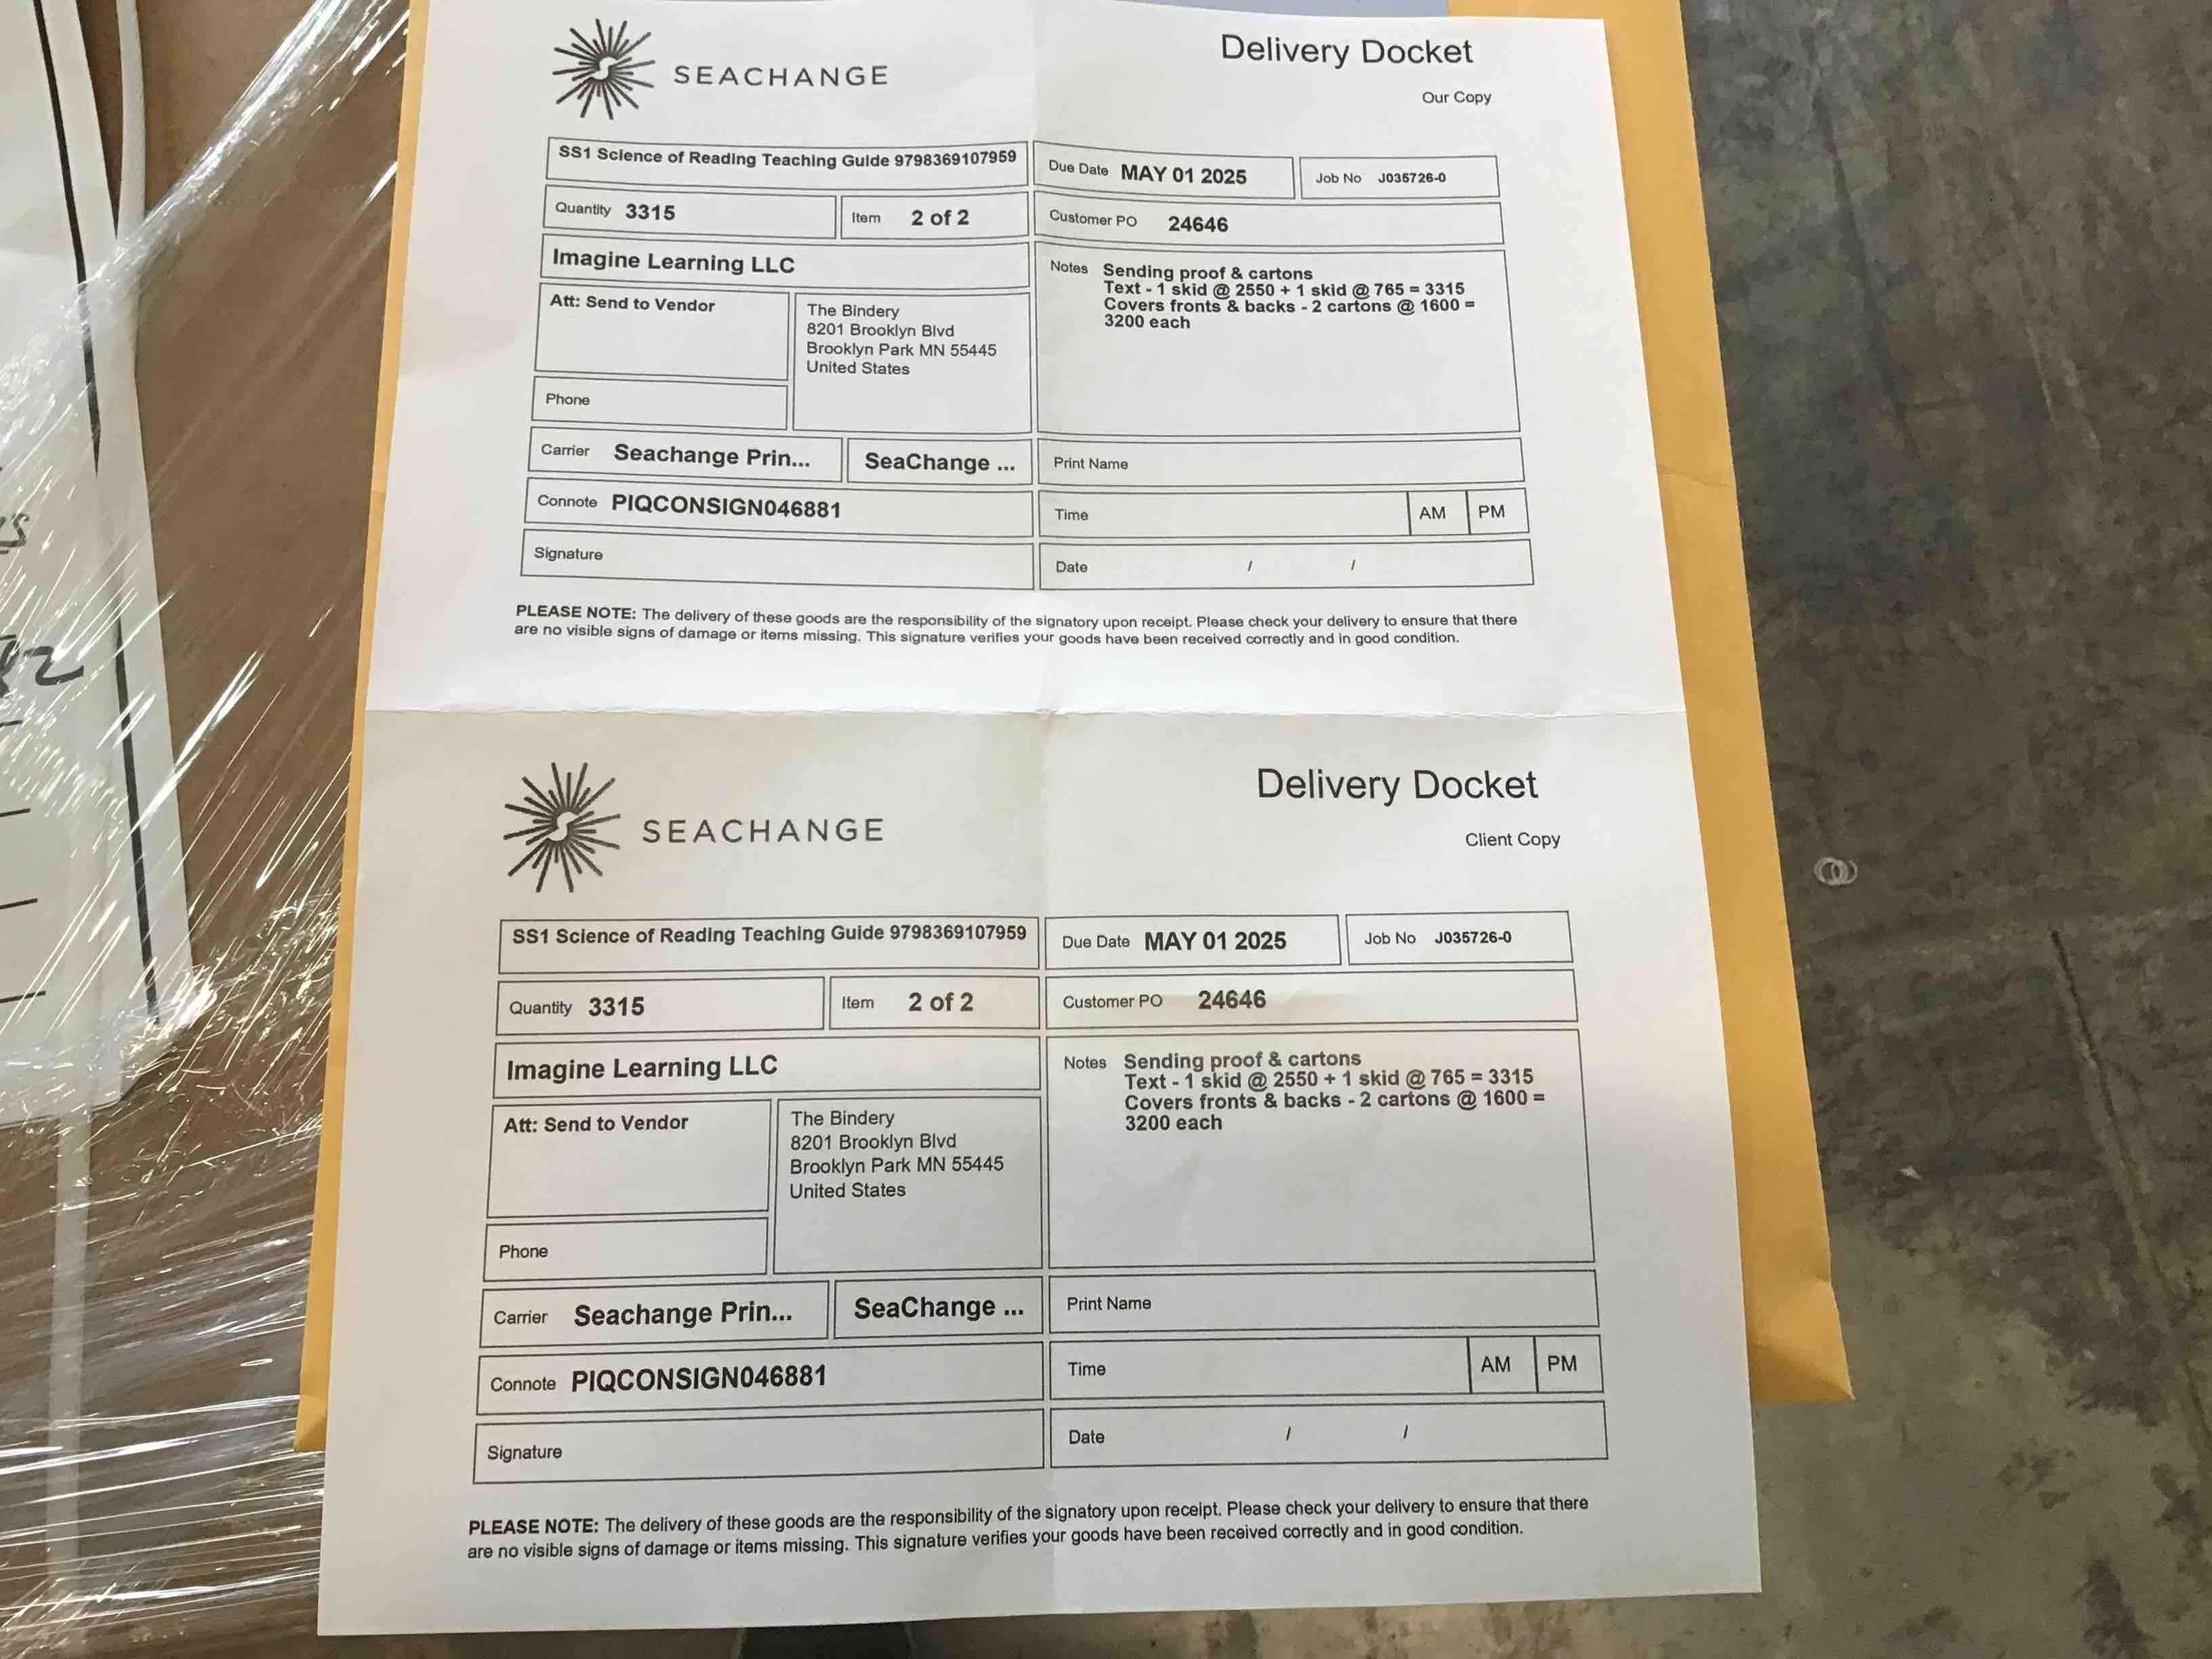 SEACHANGE
Delivery Docket
Our Copy
SS1 Science of Reading Teaching Guide 9798369107959
Due Date MAY 01 2025
Job No J035726-0
Quantity 3315
Item 2 of 2
Customer PO 24646
Imagine Learning LLC
Notes Sending proof & cartons
Text - 1 skid @ 2550 + 1 skid @ 765 = 3315
Covers fronts & backs - 2 cartons @ 1600 =
3200 each
Att: Send to Vendor
The Bindery
8201 Brooklyn Blvd
Brooklyn Park MN 55445
United States
Phone
Carrier Seachange Prin...
SeaChange ...
Print Name
Connote PIQCONSIGN046881
Time
AM
PM
Signature
Date / /
PLEASE NOTE: The delivery of these goods are the responsibility of the signatory upon receipt. Please check your delivery to ensure that there
are no visible signs of damage or items missing. This signature verifies your goods have been received correctly and in good condition.
SEACHANGE
Delivery Docket
Client Copy
SS1 Science of Reading Teaching Guide 9798369107959
Due Date MAY 01 2025
Job No J035726-0
Quantity 3315
Item 2 of 2
Customer PO 24646
Imagine Learning LLC
Notes Sending proof & cartons
Text - 1 skid @ 2550 + 1 skid @ 765 = 3315
Covers fronts & backs - 2 cartons @ 1600 =
3200 each
Att: Send to Vendor
The Bindery
8201 Brooklyn Blvd
Brooklyn Park MN 55445
United States
Phone
Carrier Seachange Prin...
SeaChange ...
Print Name
Connote PIQCONSIGN046881
Time
AM
PM
Signature
Date / /
PLEASE NOTE: The delivery of these goods are the responsibility of the signatory upon receipt. Please check your delivery to ensure that there
are no visible signs of damage or items missing. This signature verifies your goods have been received correctly and in good condition.